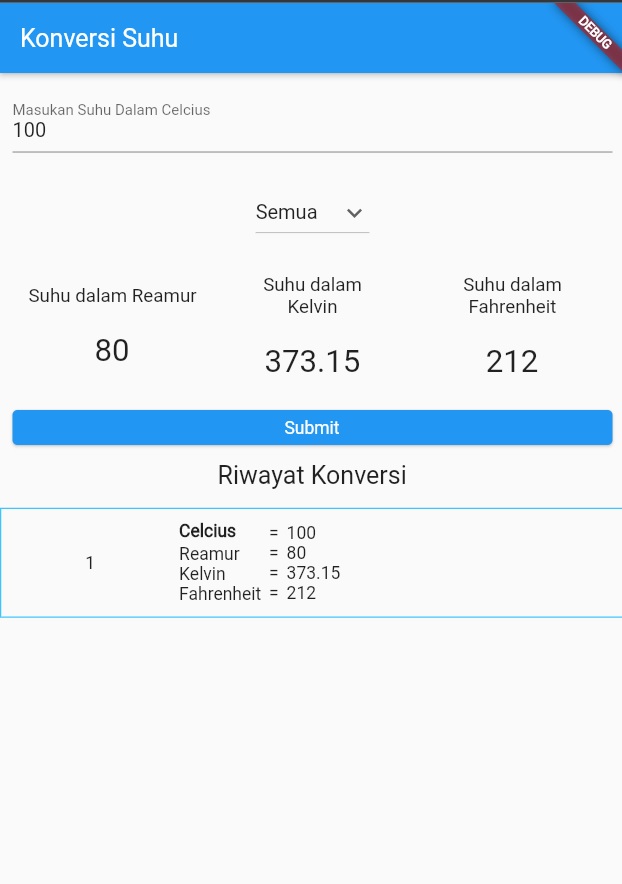 Konversi Suhu
DEBUG
Masukan Suhu Dalam Celcius
100
Semua
Suhu dalam Reamur
80
Suhu dalam
Kelvin
373.15
Suhu dalam
Fahrenheit
212
Submit
Riwayat Konversi
1
Celcius = 100
Reamur = 80
Kelvin = 373.15
Fahrenheit = 212